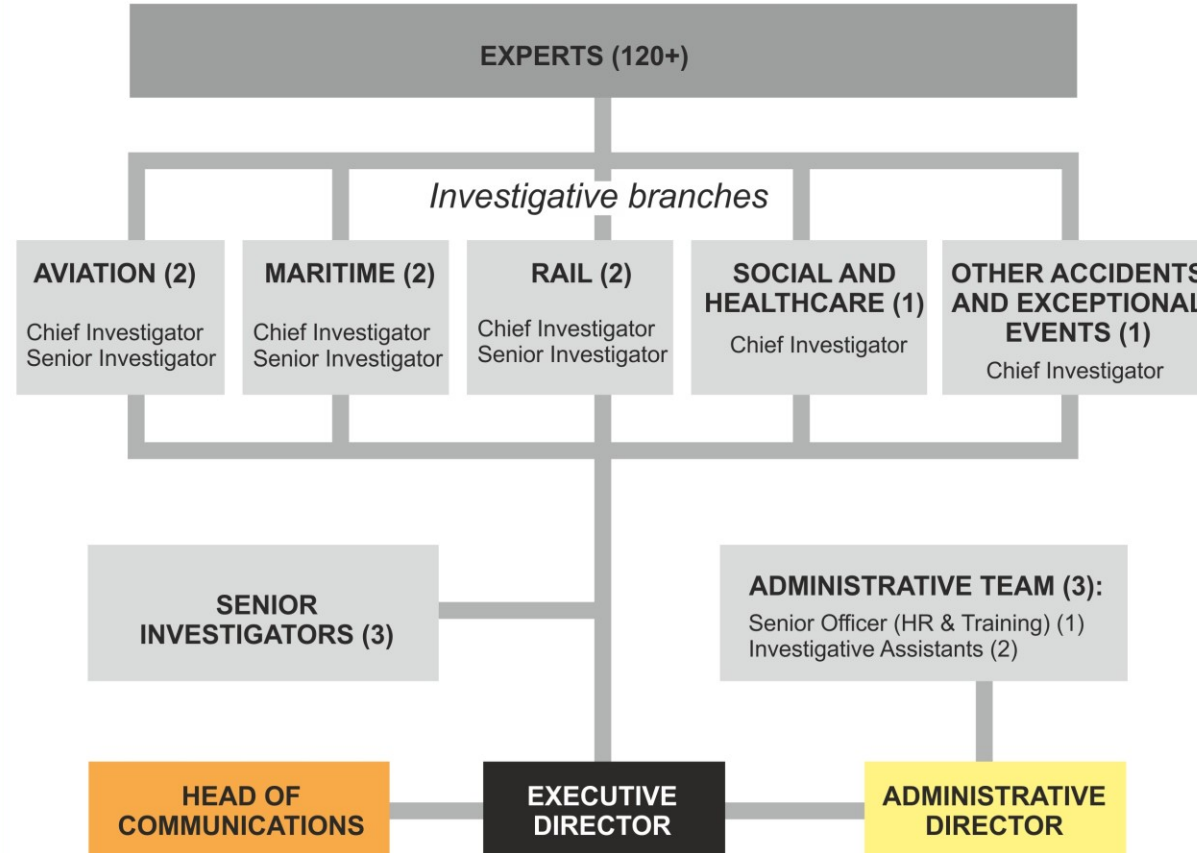 EXPERTS (120+)
Investigative branches
AVIATION (2)
Chief Investigator
Senior Investigator
MARITIME (2)
Chief Investigator
Senior Investigator
RAIL (2)
Chief Investigator
Senior Investigator
SOCIAL AND
HEALTHCARE (1)
Chief Investigator
OTHER ACCIDENTS
AND EXCEPTIONAL
EVENTS (1)
Chief Investigator
SENIOR
INVESTIGATORS (3)
ADMINISTRATIVE TEAM (3):
Senior Officer (HR & Training) (1)
Investigative Assistants (2)
HEAD OF
COMMUNICATIONS
EXECUTIVE
DIRECTOR
ADMINISTRATIVE
DIRECTOR